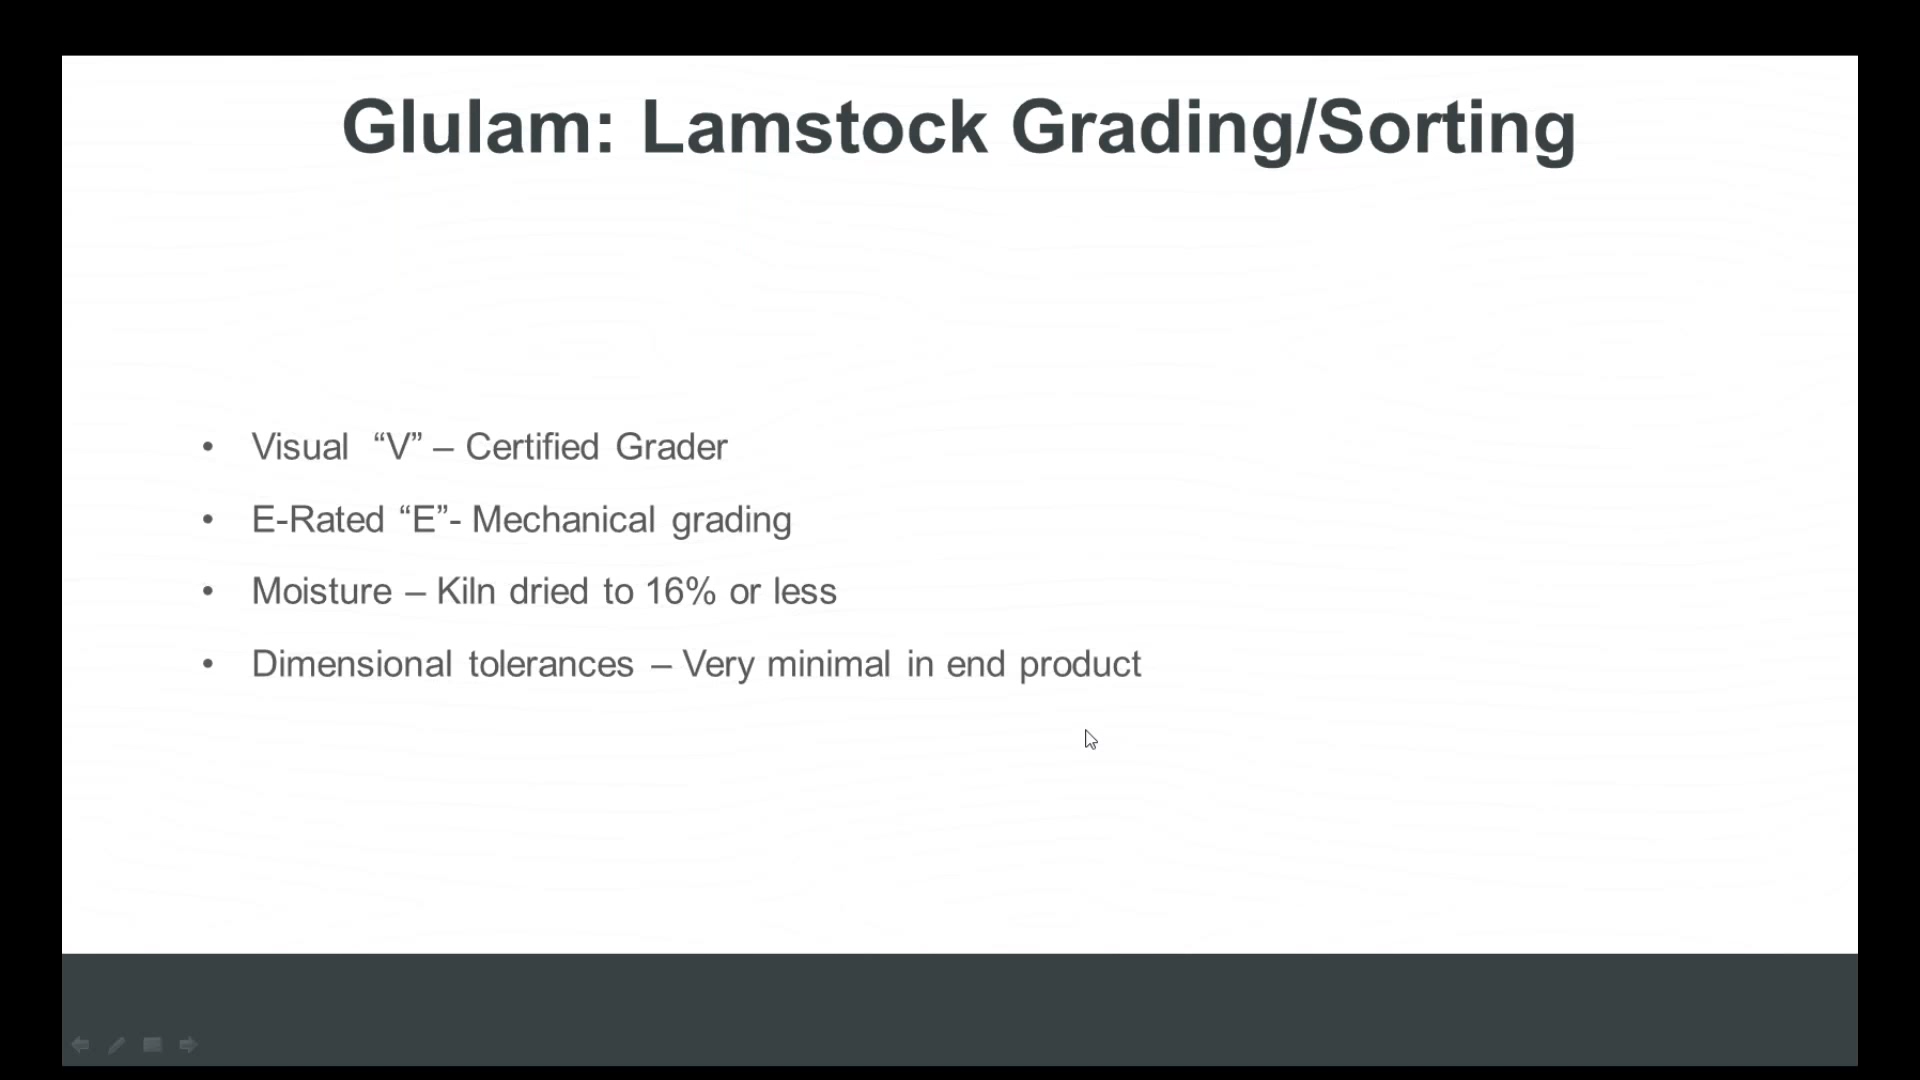 Glulam: Lamstock Grading/Sorting
• Visual “V” – Certified Grader
• E-Rated “E”- Mechanical grading
• Moisture – Kiln dried to 16% or less
• Dimensional tolerances – Very minimal in end product